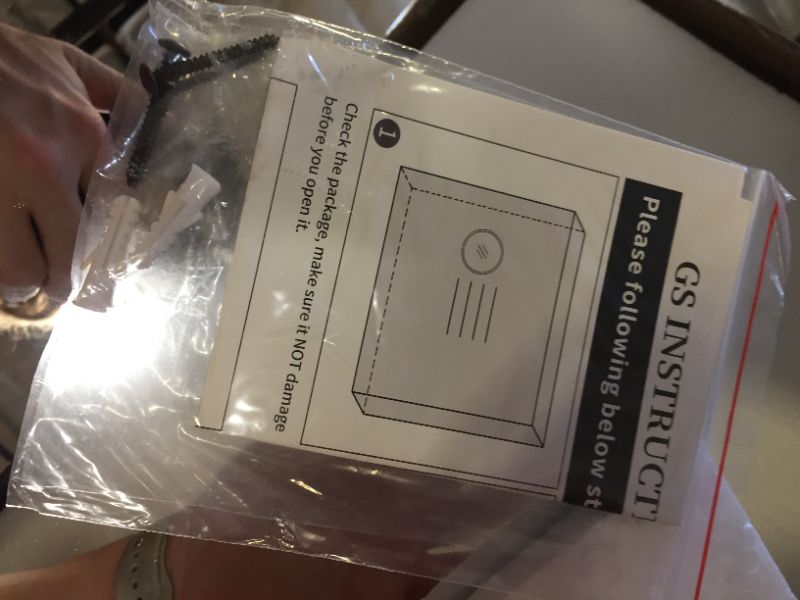 GS INSTRUCT
Please following below st
1
Check the package, make sure it NOT damage
before you open it.